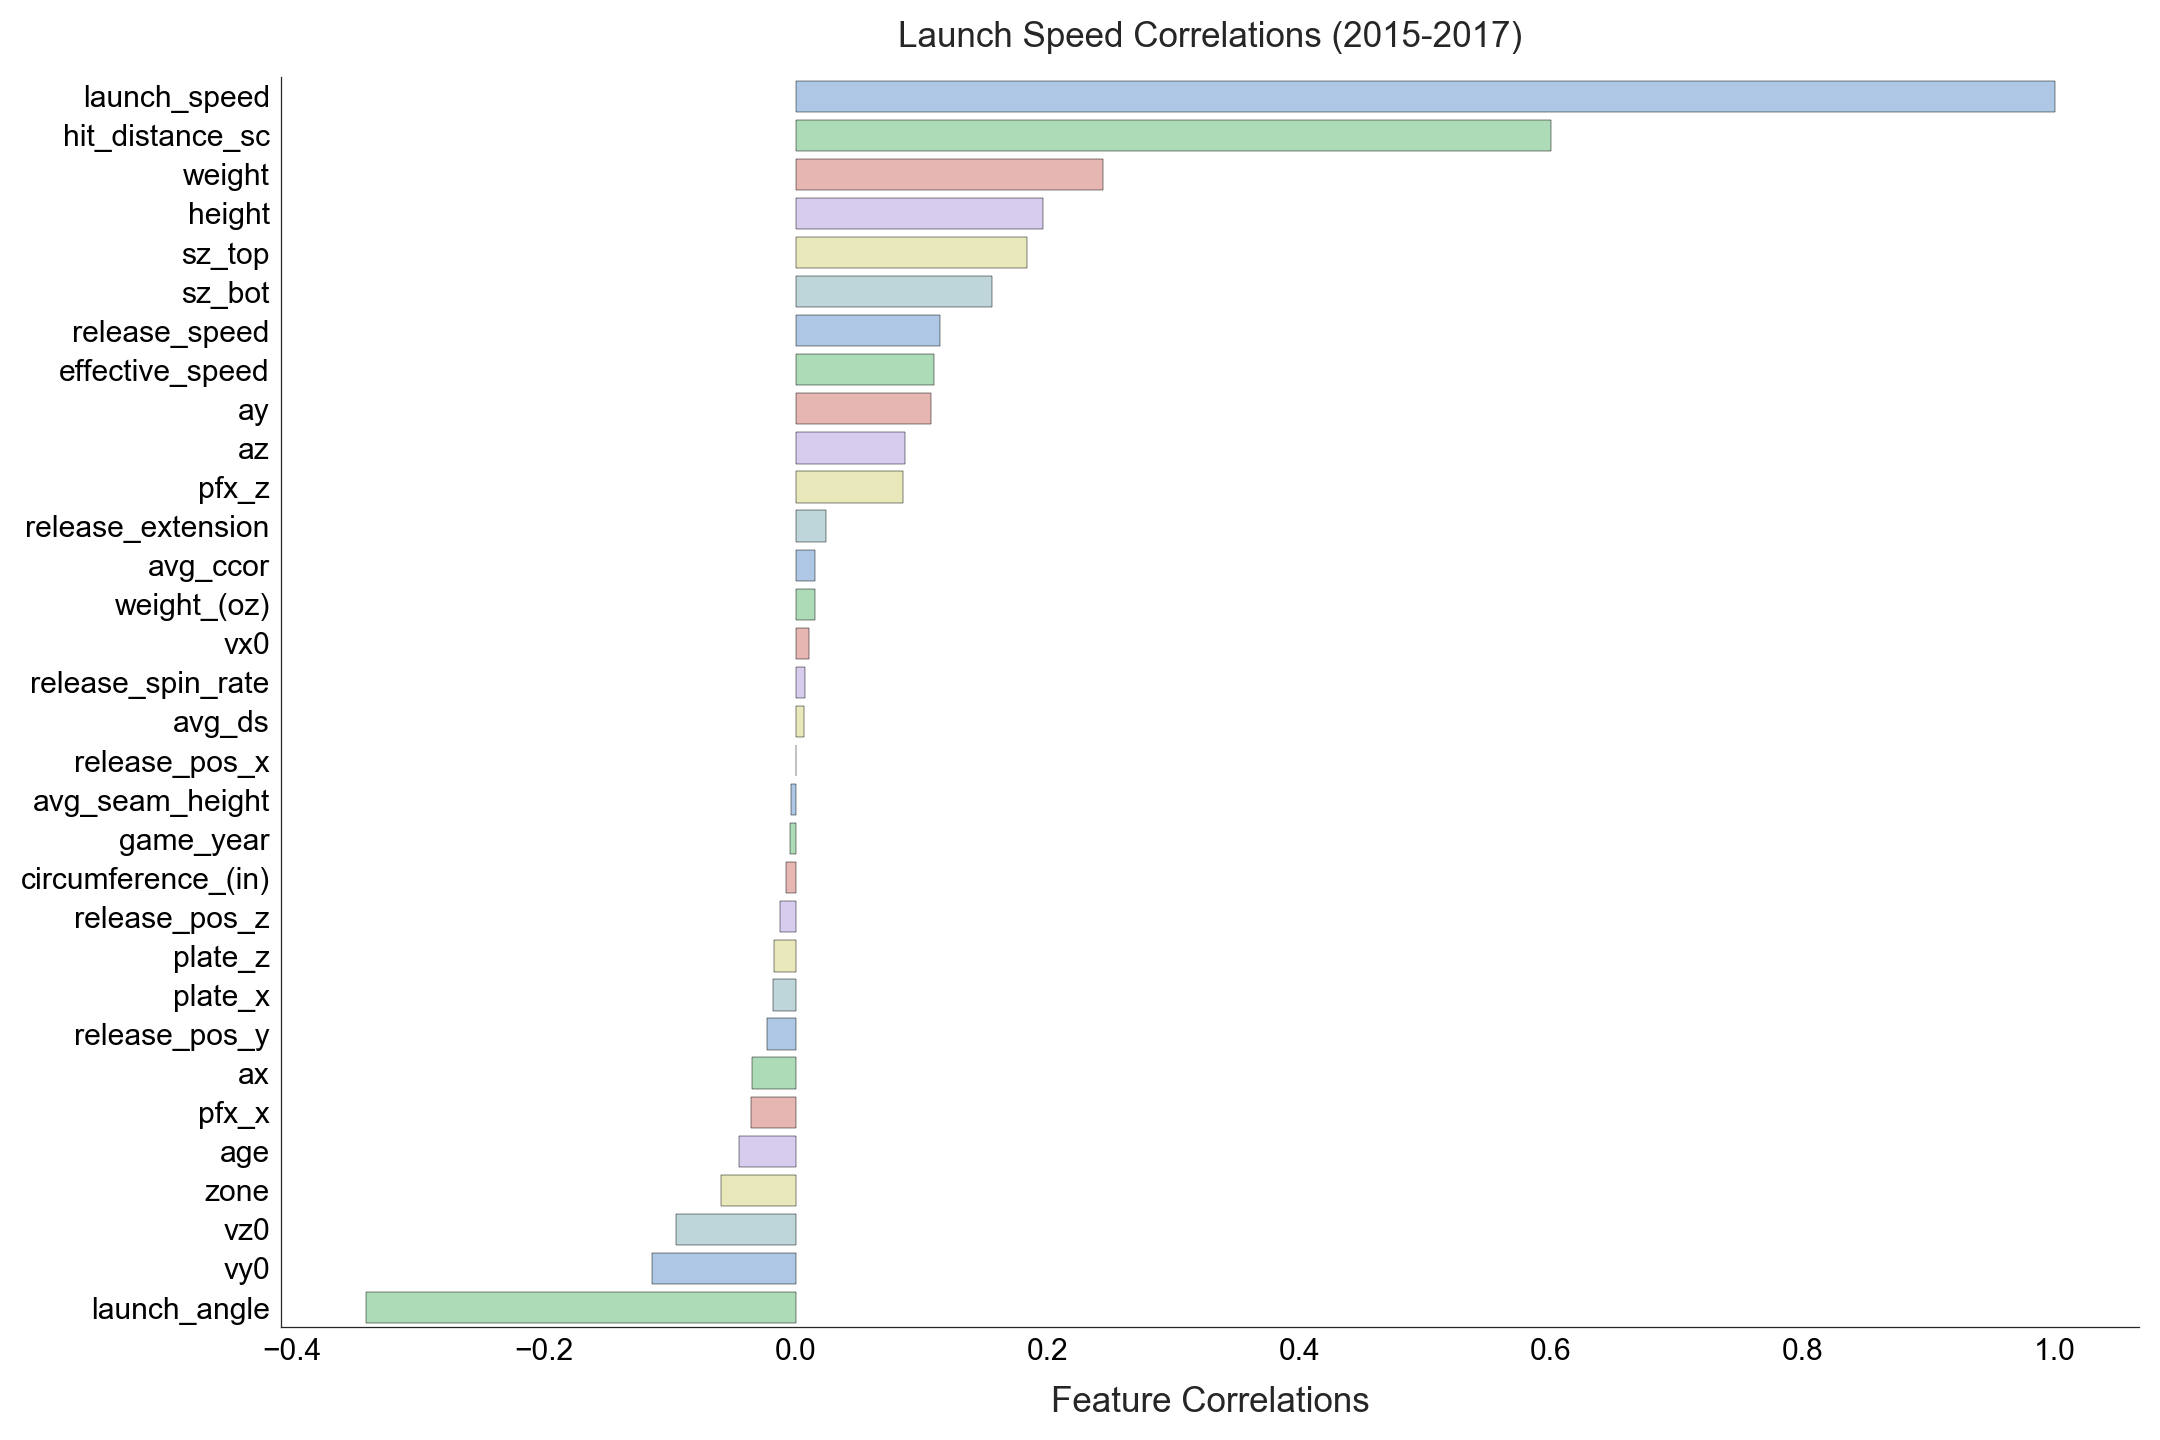 Launch Speed Correlations (2015-2017)
launch_speed
hit_distance_sc
weight
height
sz_top
sz_bot
release_speed
effective_speed
ay
az
pfx_z
release_extension
avg_ccor
weight_(oz)
vx0
release_spin_rate
avg_ds
release_pos_x
avg_seam_height
game_year
circumference_(in)
release_pos_z
plate_z
plate_x
release_pos_y
ax
pfx_x
age
zone
vz0
vy0
launch_angle
−0.4 −0.2 0.0 0.2 0.4 0.6 0.8 1.0
Feature Correlations